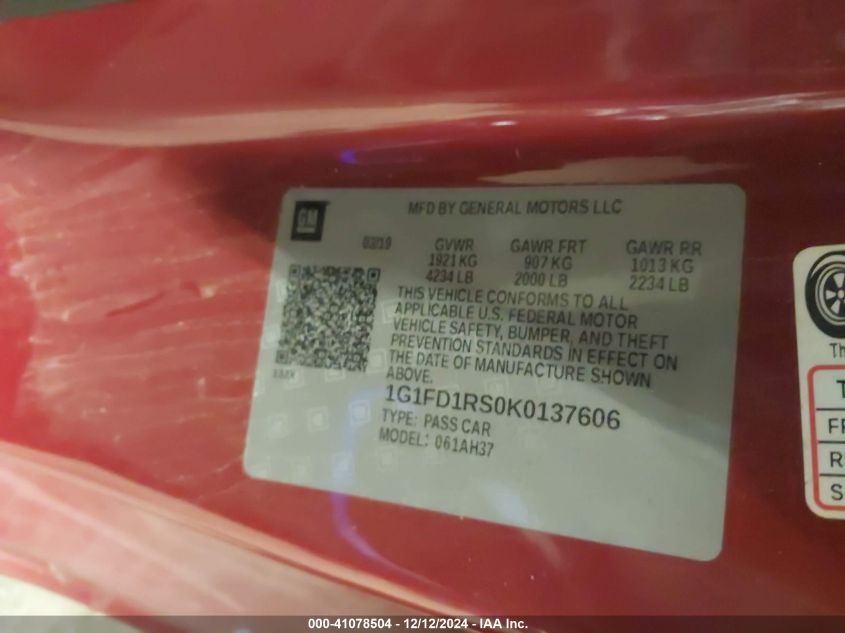 GM
MFD BY GENERAL MOTORS LLC
03/19 GVWR GAWR FRT GAWR RR
1921 KG 907 KG 1013 KG
4234 LB 2000 LB 2234 LB
THIS VEHICLE CONFORMS TO ALL
APPLICABLE U.S. FEDERAL MOTOR
VEHICLE SAFETY, BUMPER, AND THEFT
PREVENTION STANDARDS IN EFFECT ON
THE DATE OF MANUFACTURE SHOWN
ABOVE.
1G1FD1RS0K0137606
TYPE: PASS CAR
MODEL: 061AH37
Th
T
FR
R
S
000-41078504 - 12/12/2024 - IAA Inc.